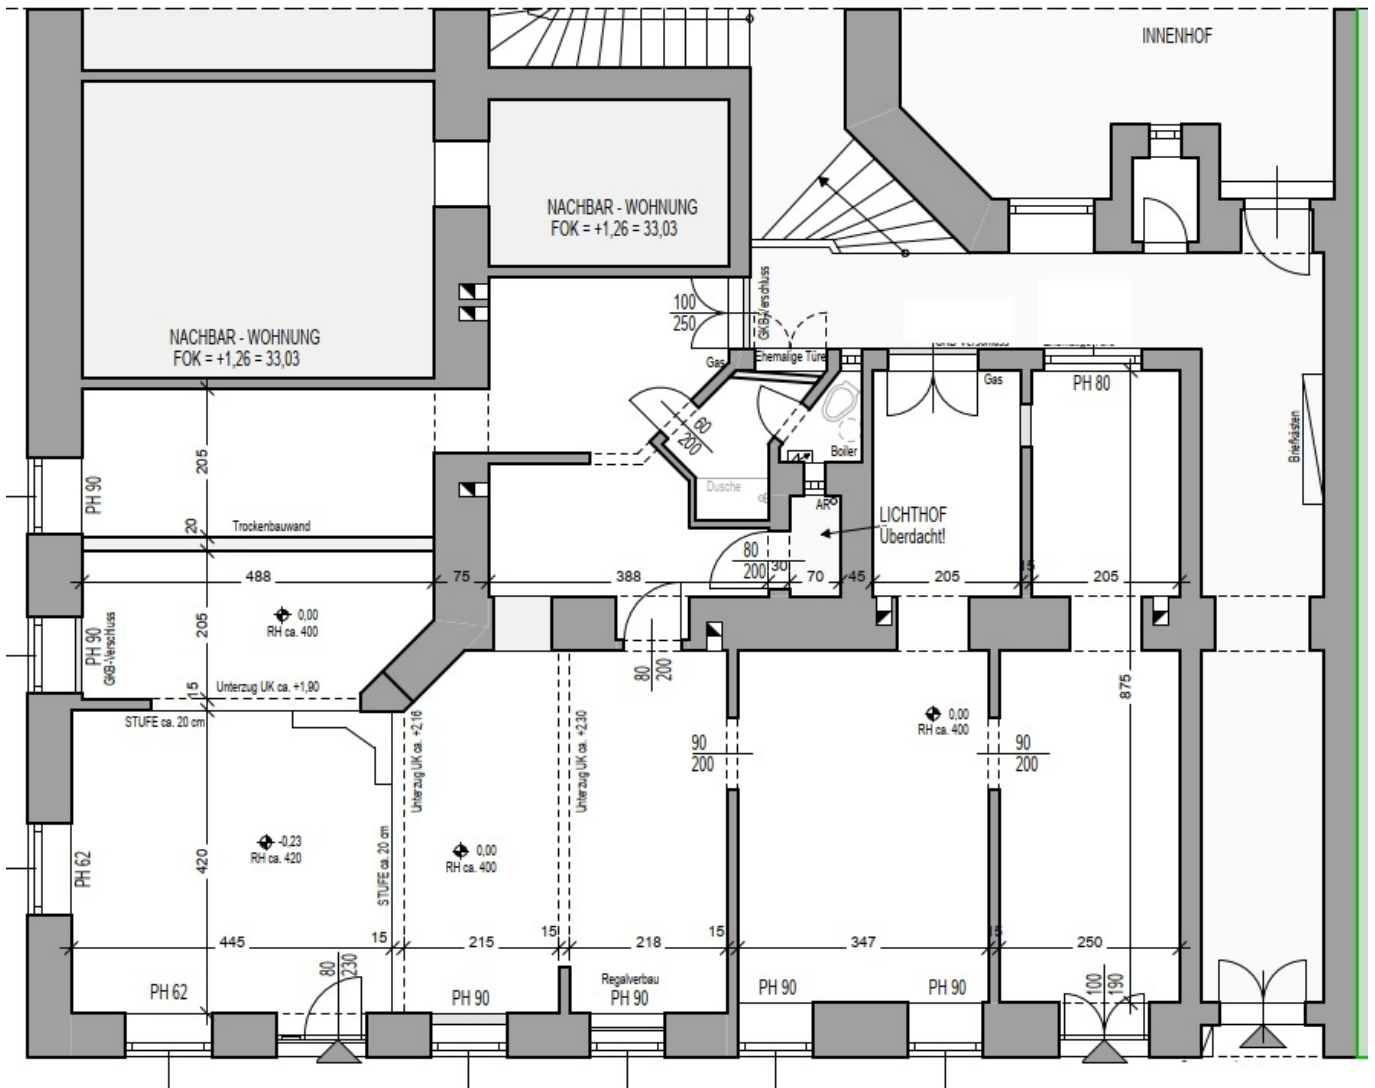 INNENHOF
NACHBAR - WOHNUNG
FOK = +1,26 = 33,03
NACHBAR - WOHNUNG
FOK = +1,26 = 33,03
100
250
GKB-Verschluss
Ehemalige Türe
Gas
Gas
PH 80
Briefkästen
60
200
Boiler
Dusche
AR
LICHTHOF
Überdacht!
PH 90
205
20
Trockenbauwand
80
200
30
488
75
388
70
45
205
15
205
0,00
RH ca. 400
PH 90
GKB-Verschluss
205
15
Unterzug UK ca. +1,90
STUFE ca. 20 cm
80
200
Unterzug UK ca. +2,16
Unterzug UK ca. +2,30
875
0,00
RH ca. 400
90
200
90
200
-0,23
RH ca. 420
0,00
RH ca. 400
PH 62
420
STUFE ca. 20 cm
445
15
215
15
218
15
347
15
250
80
230
PH 62
PH 90
Regalverbau
PH 90
PH 90
PH 90
100
190